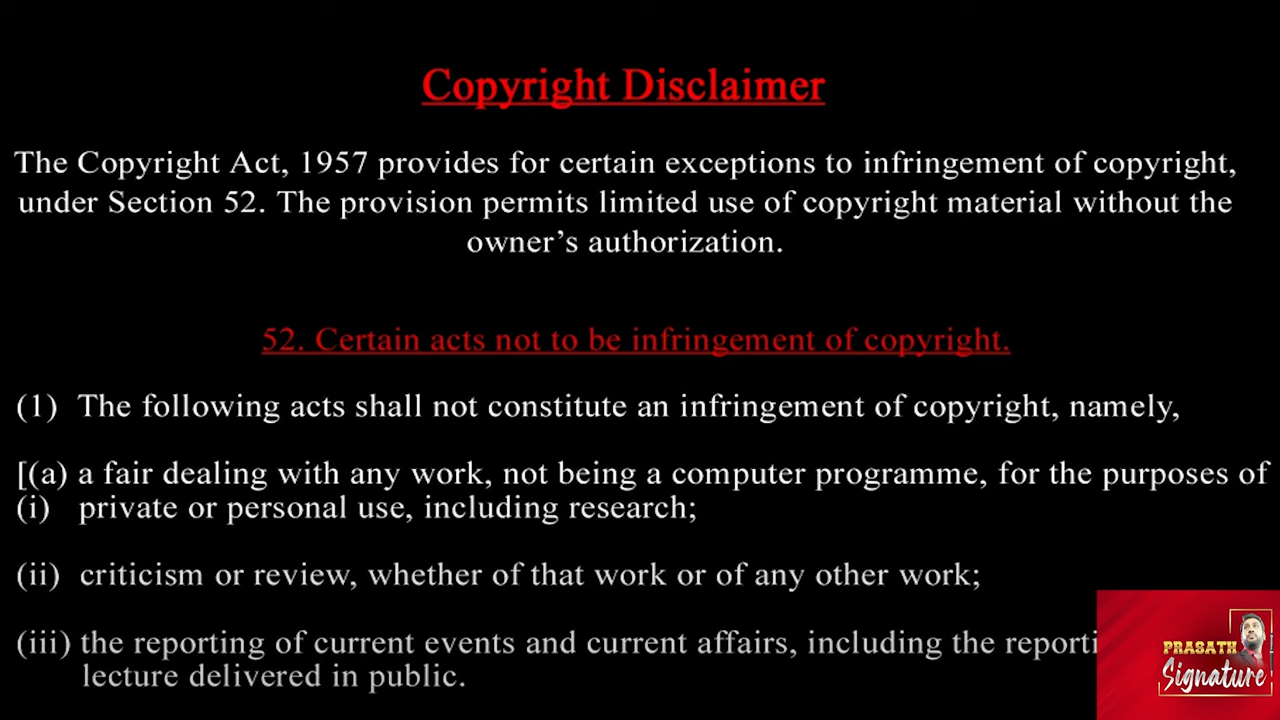 Copyright Disclaimer
The Copyright Act, 1957 provides for certain exceptions to infringement of copyright,
under Section 52. The provision permits limited use of copyright material without the
owner's authorization.
52. Certain acts not to be infringement of copyright.
(1) The following acts shall not constitute an infringement of copyright, namely,
[(a) a fair dealing with any work, not being a computer programme, for the purposes of
(i) private or personal use, including research;
(ii) criticism or review, whether of that work or of any other work;
(iii) the reporting of current events and current affairs, including the reporti
lecture delivered in public.
PRASATH
Signature